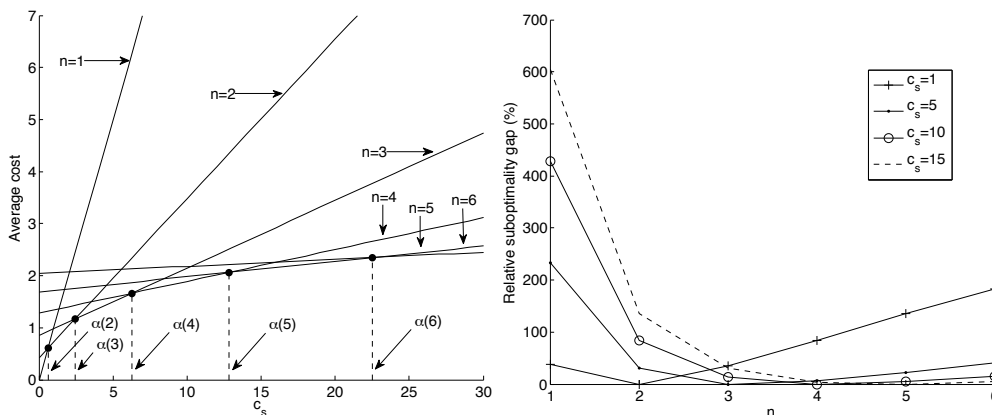 7
6
5
4
3
2
1
0
0 5 10 15 20 25 30
Average cost
c_s
n=1
n=2
n=3
n=4
n=5
n=6
α(2)
α(3)
α(4)
α(5)
α(6)
700
600
500
400
300
200
100
0
1 2 3 4 5 6
Relative suboptimality gap (%)
n
c_s=1
c_s=5
c_s=10
c_s=15